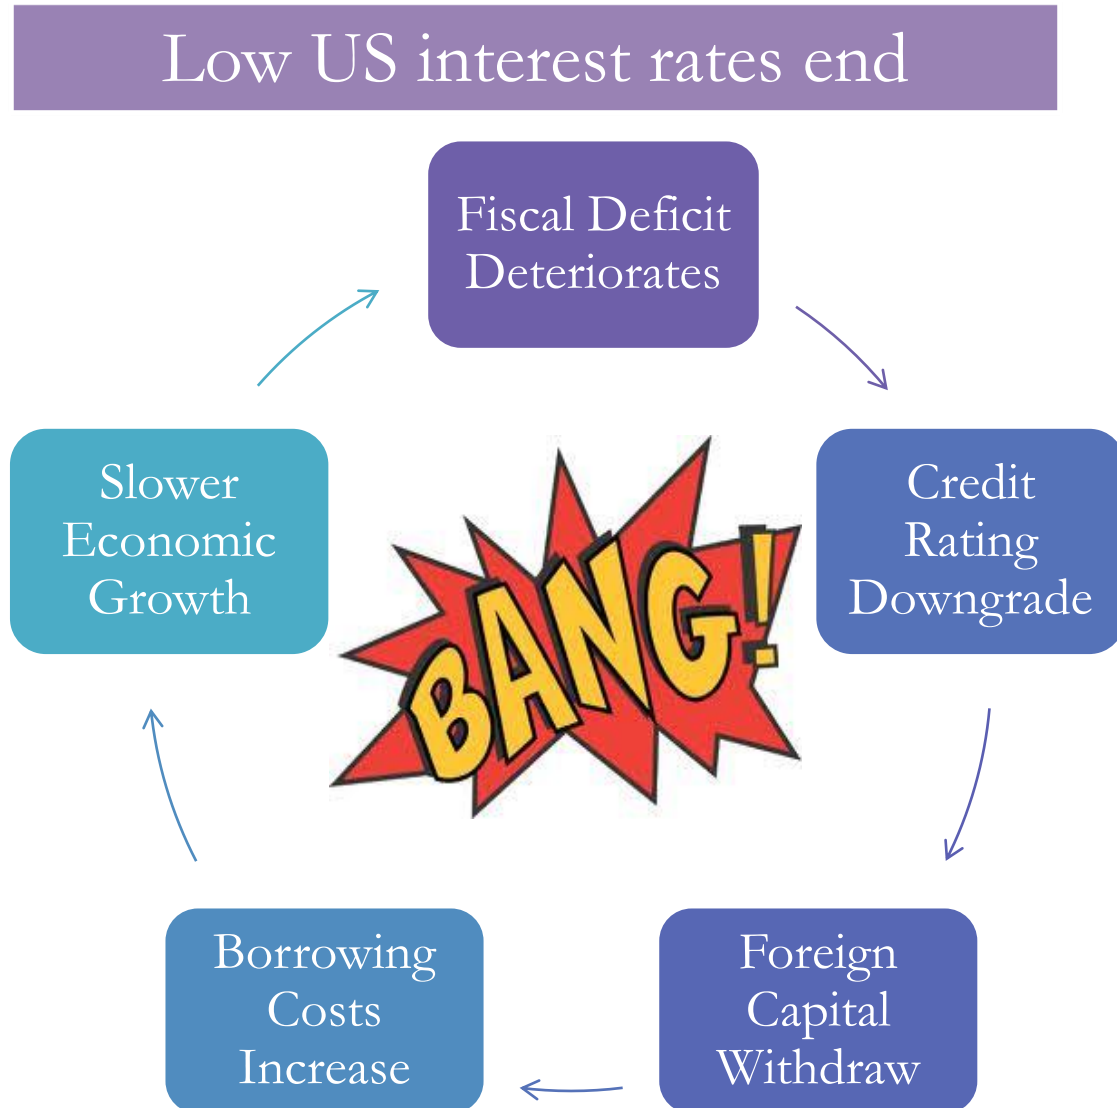 Low US interest rates end
Fiscal Deficit
Deteriorates
Slower
Economic
Growth
Credit
Rating
Downgrade
BANG!
Borrowing
Costs
Increase
Foreign
Capital
Withdraw